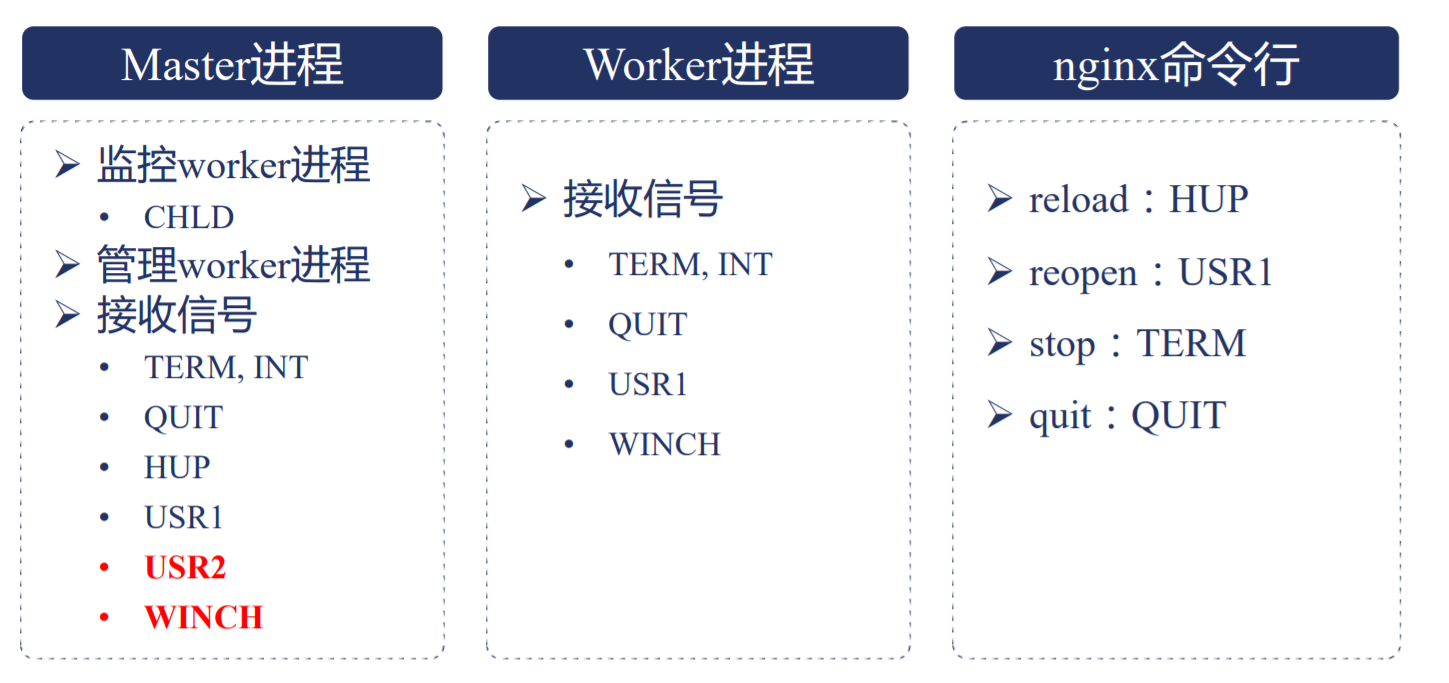 Master进程
➢ 监控worker进程
• CHLD
➢ 管理worker进程
➢ 接收信号
• TERM, INT
• QUIT
• HUP
• USR1
• USR2
• WINCH
Worker进程
➢ 接收信号
• TERM, INT
• QUIT
• USR1
• WINCH
nginx命令行
➢ reload：HUP
➢ reopen：USR1
➢ stop：TERM
➢ quit：QUIT